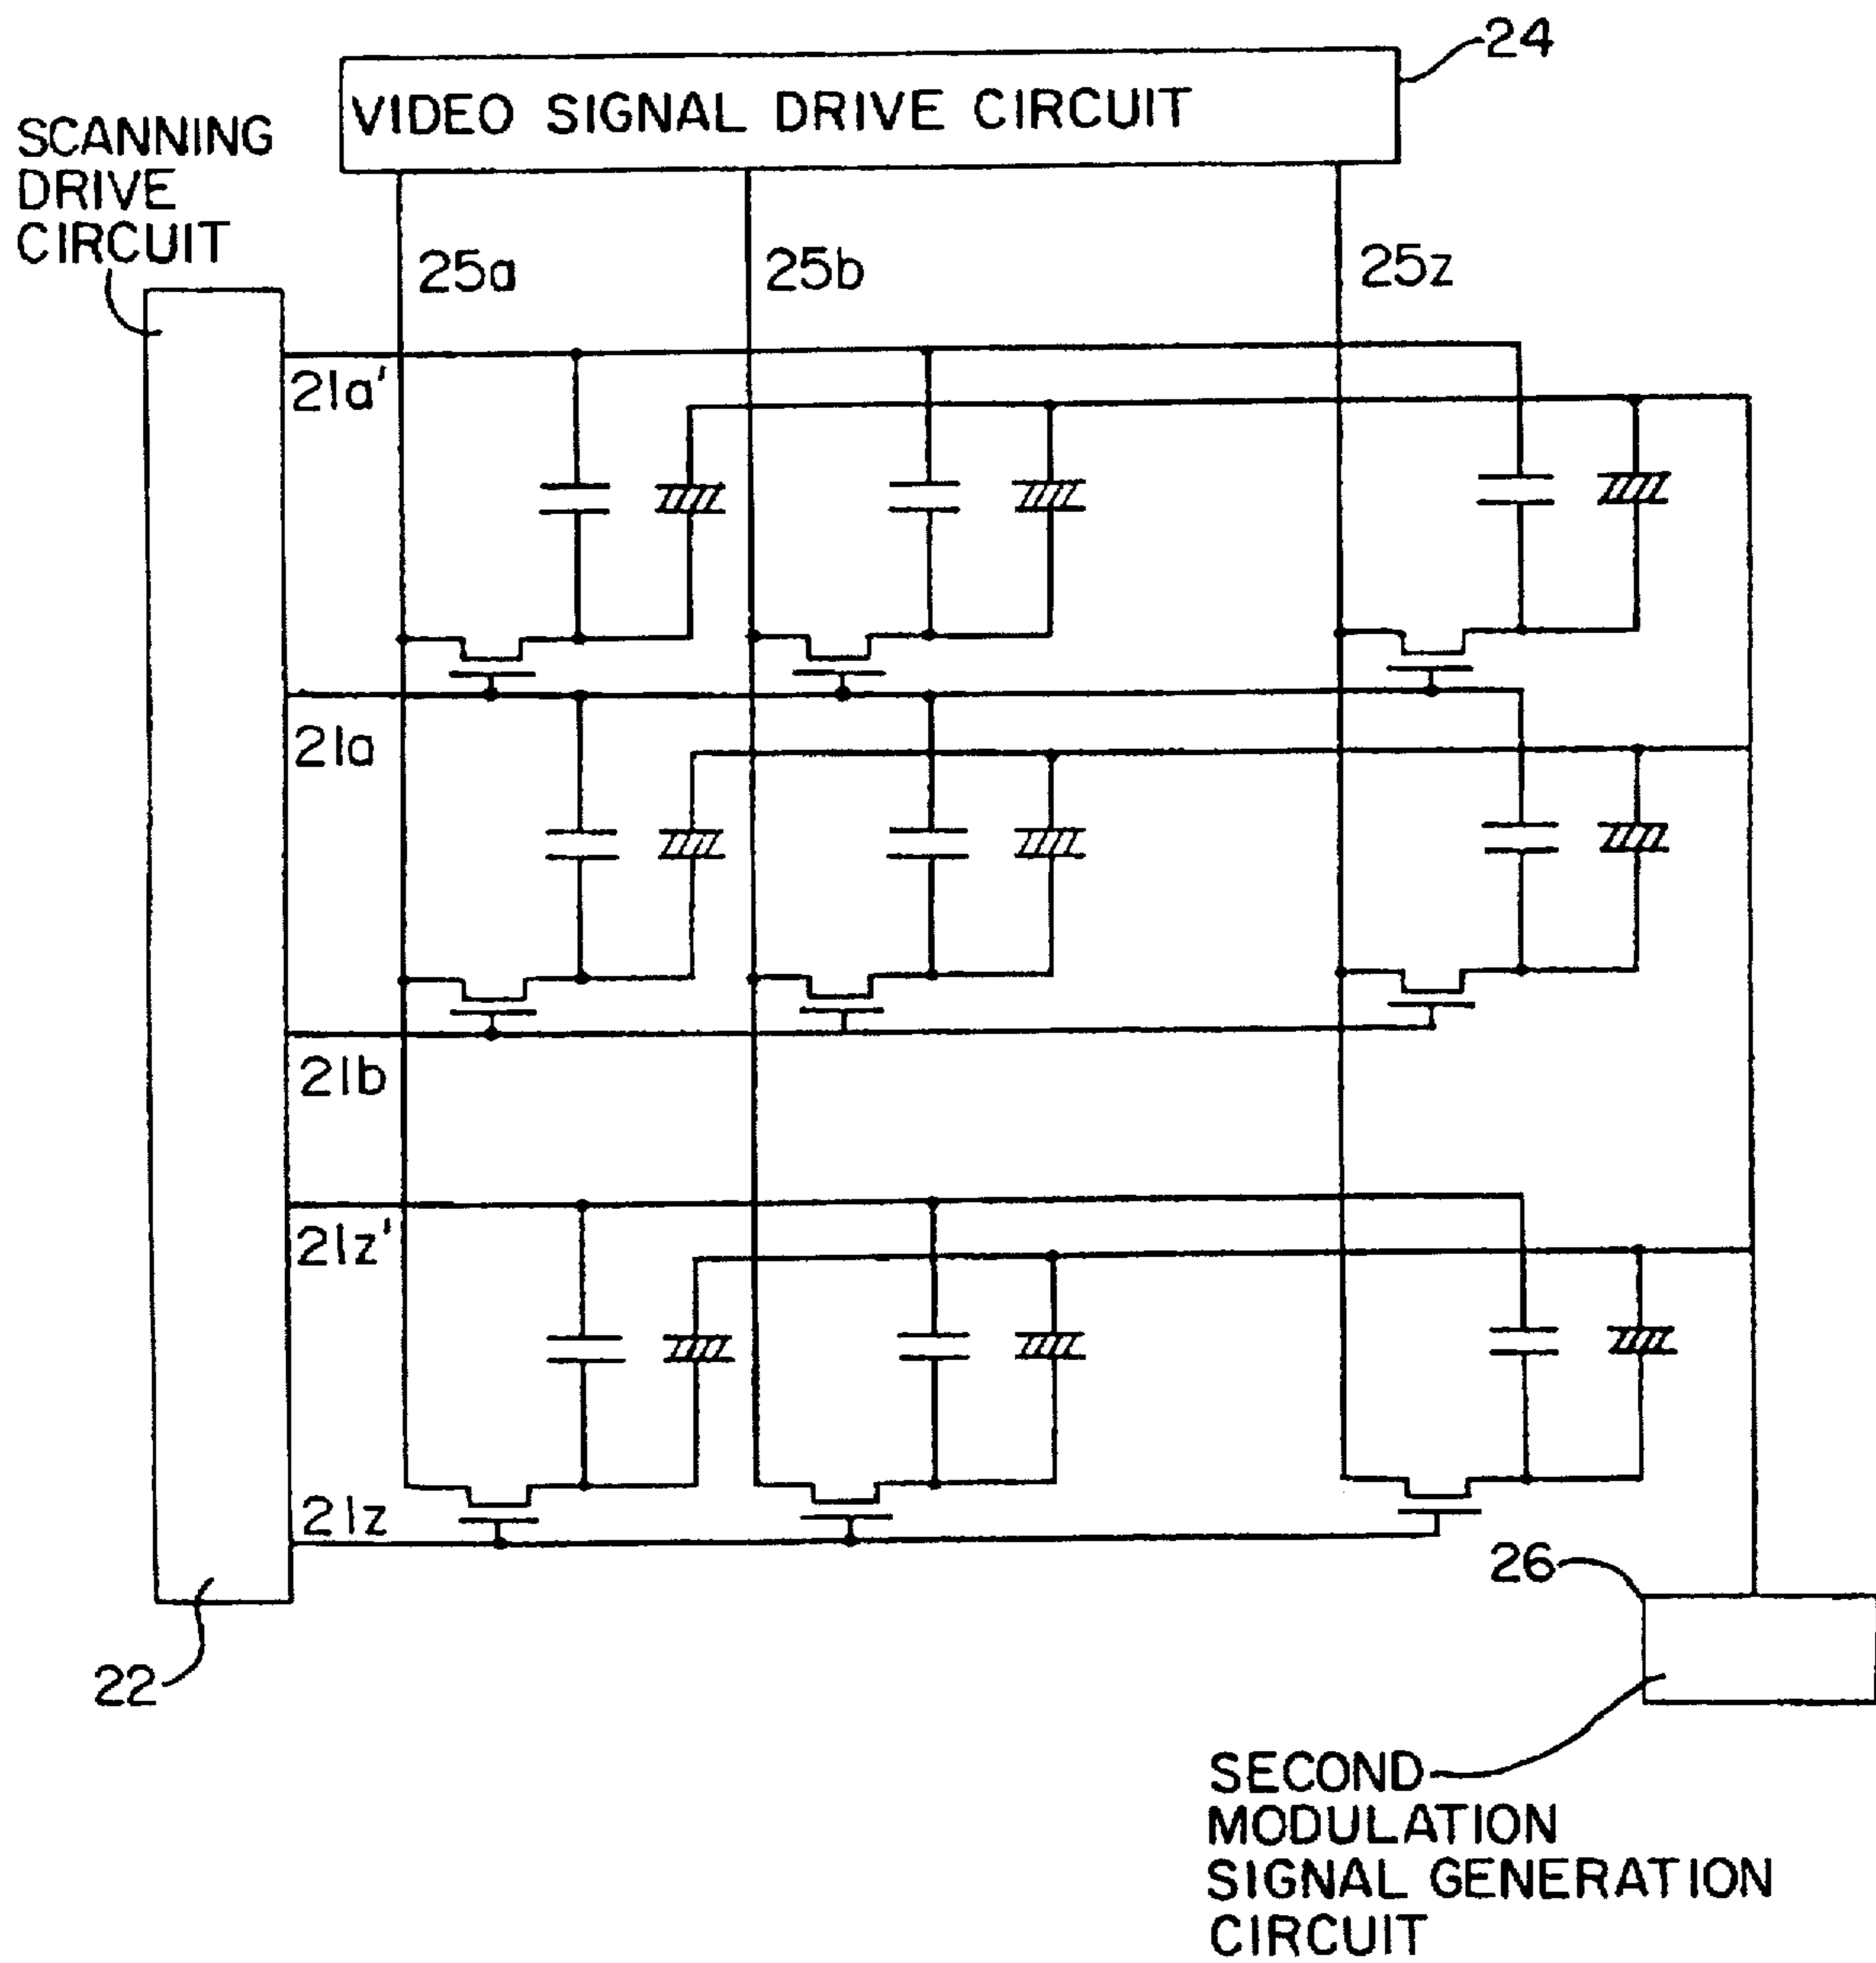 24
VIDEO SIGNAL DRIVE CIRCUIT
SCANNING
DRIVE
CIRCUIT
25a
25b
25z
21a'
21a
21b
21z'
21z
26
22
SECOND
MODULATION
SIGNAL GENERATION
CIRCUIT